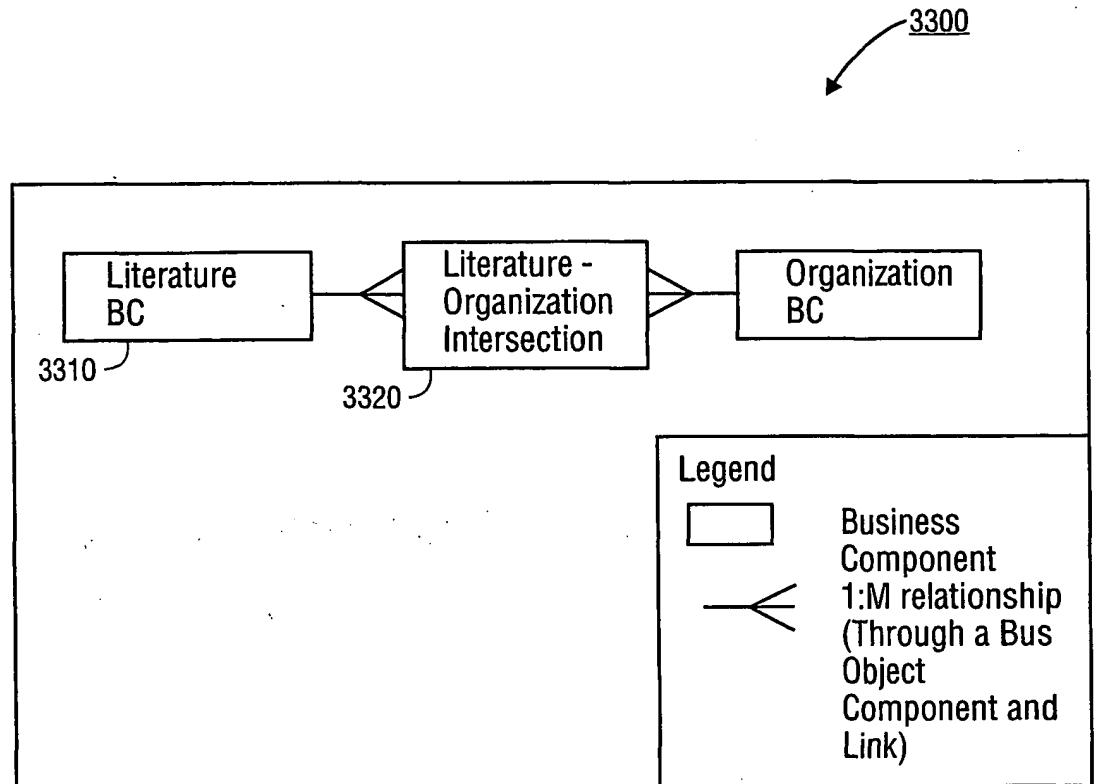 3300
Literature
BC
3310
Literature -
Organization
Intersection
3320
Organization
BC
Legend
Business
Component
1:M relationship
(Through a Bus
Object
Component and
Link)